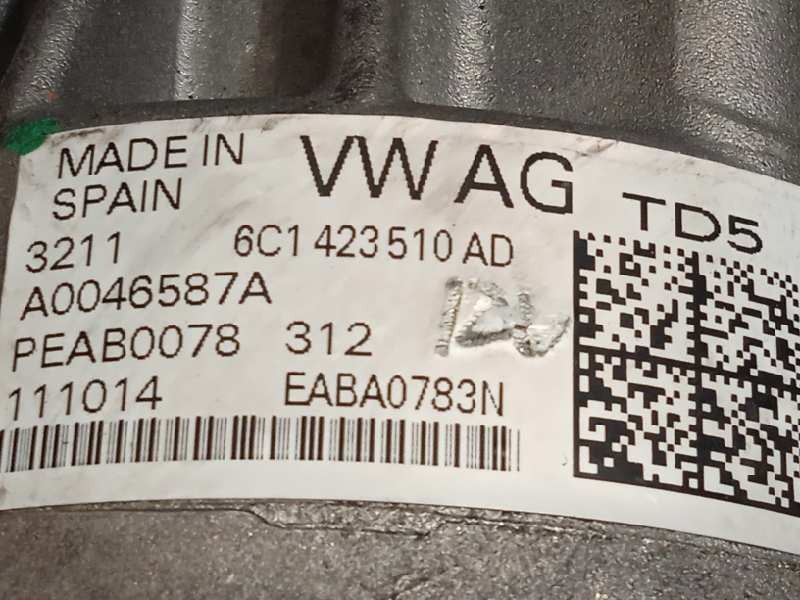 MADE IN
SPAIN
VW AG
TD5
3211 6C1 423 510 AD
A0046587A
PEAB0078 312
111014 EABA0783N